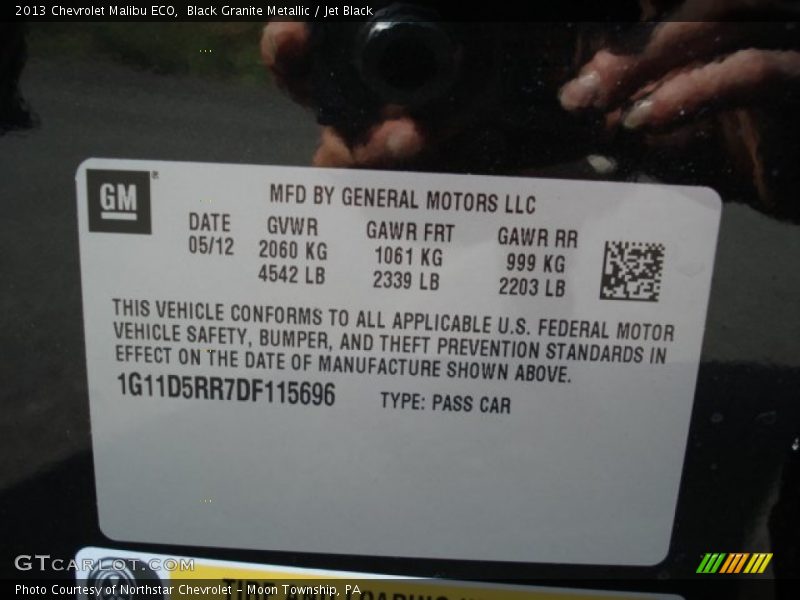 2013 Chevrolet Malibu ECO, Black Granite Metallic / Jet Black
GM
MFD BY GENERAL MOTORS LLC
DATE GVWR GAWR FRT GAWR RR
05/12 2060 KG 1061 KG 999 KG
4542 LB 2339 LB 2203 LB
THIS VEHICLE CONFORMS TO ALL APPLICABLE U.S. FEDERAL MOTOR
VEHICLE SAFETY, BUMPER, AND THEFT PREVENTION STANDARDS IN
EFFECT ON THE DATE OF MANUFACTURE SHOWN ABOVE.
1G11D5RR7DF115696 TYPE: PASS CAR
GTcarlot.com
TIRE AND LOADING
Photo Courtesy of Northstar Chevrolet – Moon Township, PA